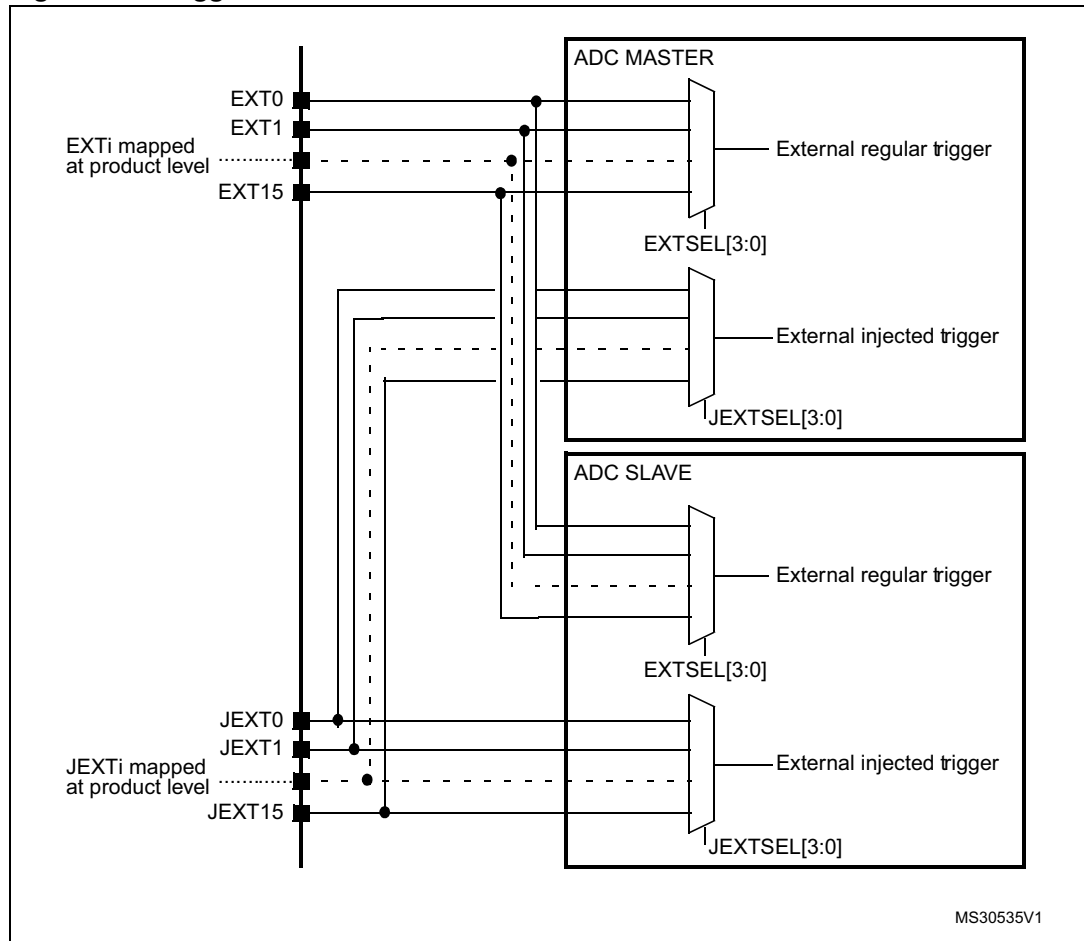 ADC MASTER
EXT0
EXT1
EXTi mapped
at product level
EXT15
External regular trigger
EXTSEL[3:0]
External injected trigger
JEXTSEL[3:0]
ADC SLAVE
External regular trigger
EXTSEL[3:0]
JEXT0
JEXT1
JEXTi mapped
at product level
JEXT15
External injected trigger
JEXTSEL[3:0]
MS30535V1